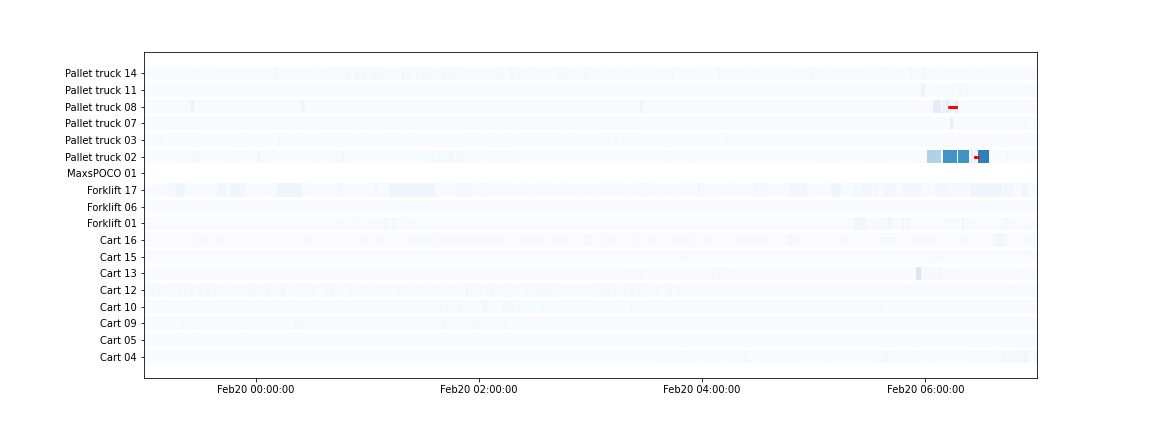 Pallet truck 14
Pallet truck 11
Pallet truck 08
Pallet truck 07
Pallet truck 03
Pallet truck 02
MaxsPOCO 01
Forklift 17
Forklift 06
Forklift 01
Cart 16
Cart 15
Cart 13
Cart 12
Cart 10
Cart 09
Cart 05
Cart 04
Feb20 00:00:00 Feb20 02:00:00 Feb20 04:00:00 Feb20 06:00:00